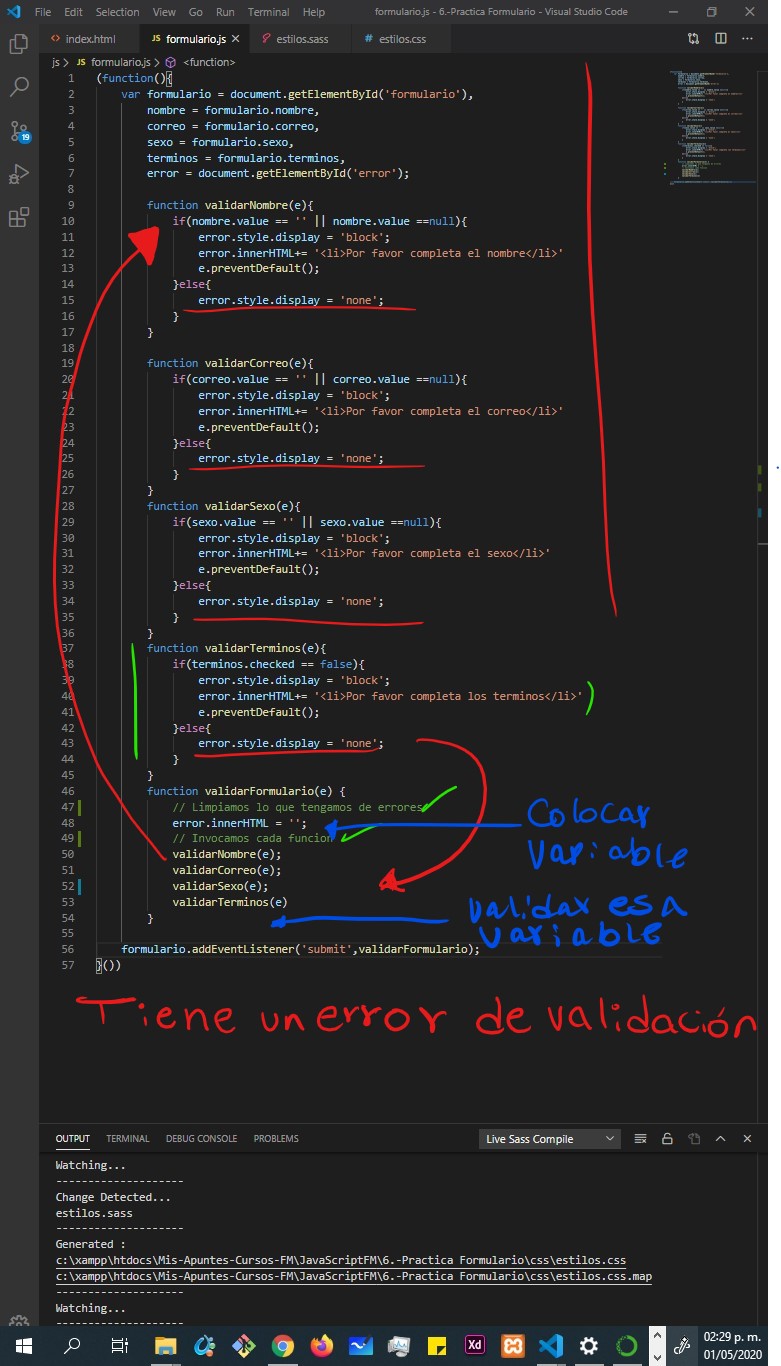 File Edit Selection View Go Run Terminal Help formulario.js - 6.-Practica Formulario - Visual Studio Code
<> index.html JS formulario.js × estilos.sass # estilos.css
js > JS formulario.js > <function>
1 (function(){
2 var formulario = document.getElementById('formulario'),
3 nombre = formulario.nombre,
4 correo = formulario.correo,
5 sexo = formulario.sexo,
6 terminos = formulario.terminos,
7 error = document.getElementById('error');
8
9 function validarNombre(e){
10 if(nombre.value == '' || nombre.value ==null){
11 error.style.display = 'block';
12 error.innerHTML+= '<li>Por favor completa el nombre</li>'
13 e.preventDefault();
14 }else{
15 error.style.display = 'none';
16 }
17 }
18
19 function validarCorreo(e){
20 if(correo.value == '' || correo.value ==null){
21 error.style.display = 'block';
22 error.innerHTML+= '<li>Por favor completa el correo</li>'
23 e.preventDefault();
24 }else{
25 error.style.display = 'none';
26 }
27 }
28 function validarSexo(e){
29 if(sexo.value == '' || sexo.value ==null){
30 error.style.display = 'block';
31 error.innerHTML+= '<li>Por favor completa el sexo</li>'
32 e.preventDefault();
33 }else{
34 error.style.display = 'none';
35 }
36 }
37 function validarTerminos(e){
38 if(terminos.checked == false){
39 error.style.display = 'block';
40 error.innerHTML+= '<li>Por favor completa los terminos</li>'
41 e.preventDefault();
42 }else{
43 error.style.display = 'none';
44 }
45 }
46 function validarFormulario(e) {
47 // Limpiamos lo que tengamos de errores
48 error.innerHTML = '';
49 // Invocamos cada funcion
50 validarNombre(e);
51 validarCorreo(e);
52 validarSexo(e);
53 validarTerminos(e)
54 }
55
56 formulario.addEventListener('submit',validarFormulario);
57 }())
Colocar
Variable
validar esa
variable
Tiene un error de validación
19
OUTPUT TERMINAL DEBUG CONSOLE PROBLEMS Live Sass Compile
Watching...
--------------------
Change Detected...
estilos.sass
--------------------
Generated :
c:\xampp\htdocs\Mis-Apuntes-Cursos-FM\JavaScriptFM\6.-Practica Formulario\css\estilos.css
c:\xampp\htdocs\Mis-Apuntes-Cursos-FM\JavaScriptFM\6.-Practica Formulario\css\estilos.css.map
--------------------
Watching...
--------------------
Xd
02:29 p. m.
01/05/2020